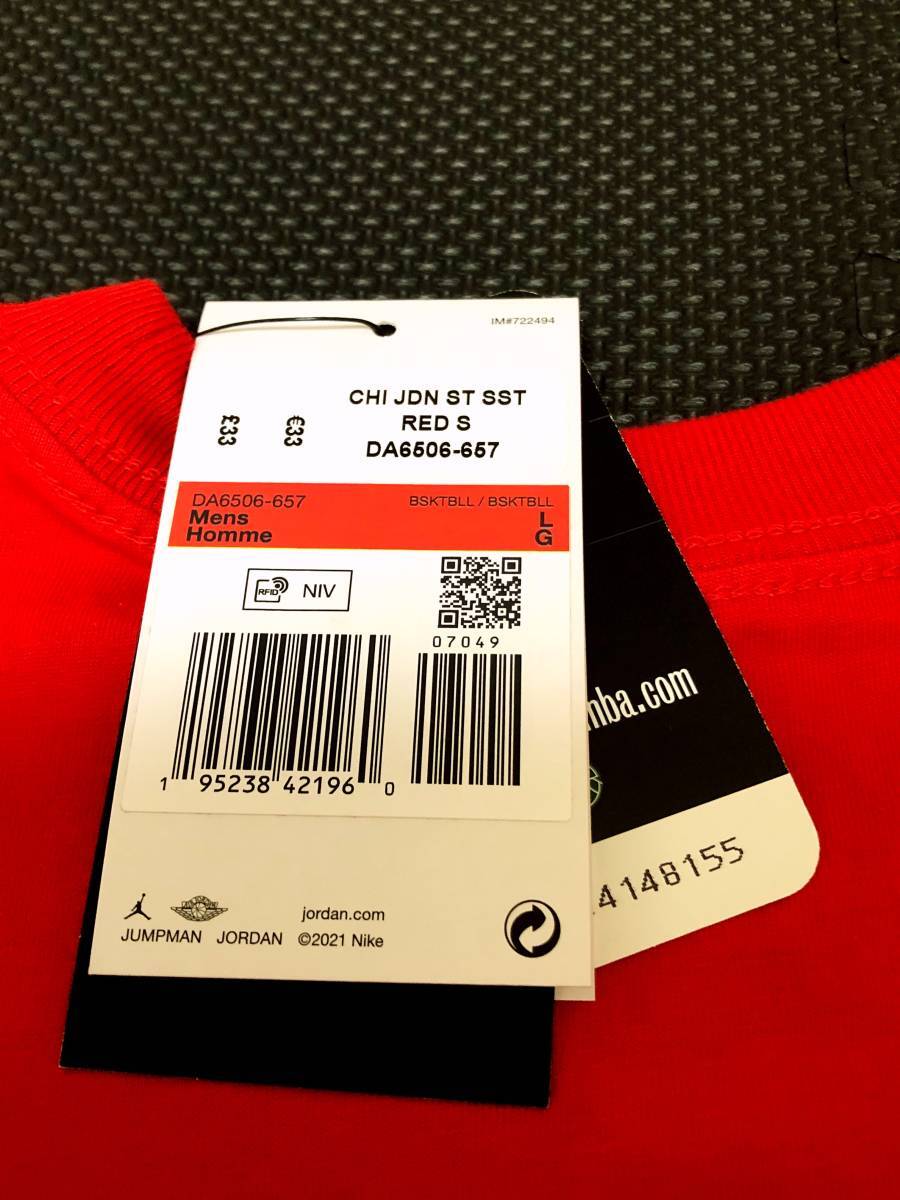 IM#722494
£33
€33
CHI JDN ST SST
RED S
DA6506-657
DA6506-657
BSKTBLL / BSKTBLL
Mens
L
Homme
G
RFID
NIV
07049
1 95238 42196 0
jordan.com
JUMPMAN JORDAN ©2021 Nike
mba.com
4148155